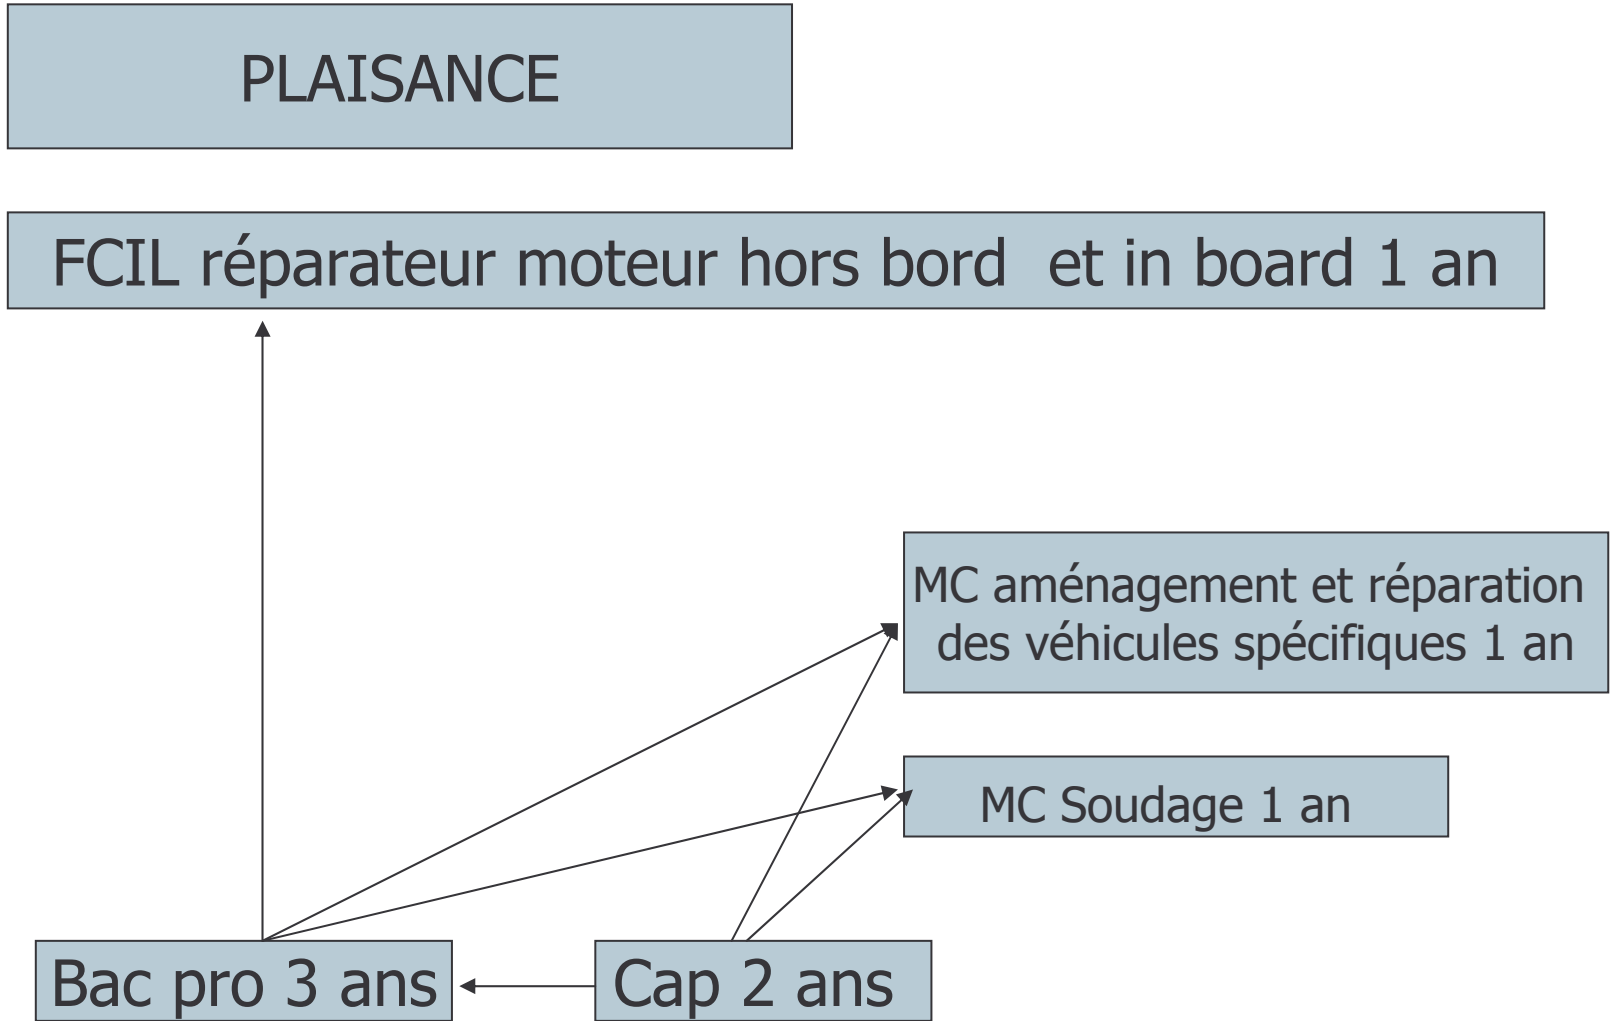 PLAISANCE
FCIL réparateur moteur hors bord  et in board 1 an
MC aménagement et réparation
des véhicules spécifiques 1 an
MC Soudage 1 an
Bac pro 3 ans
Cap 2 ans